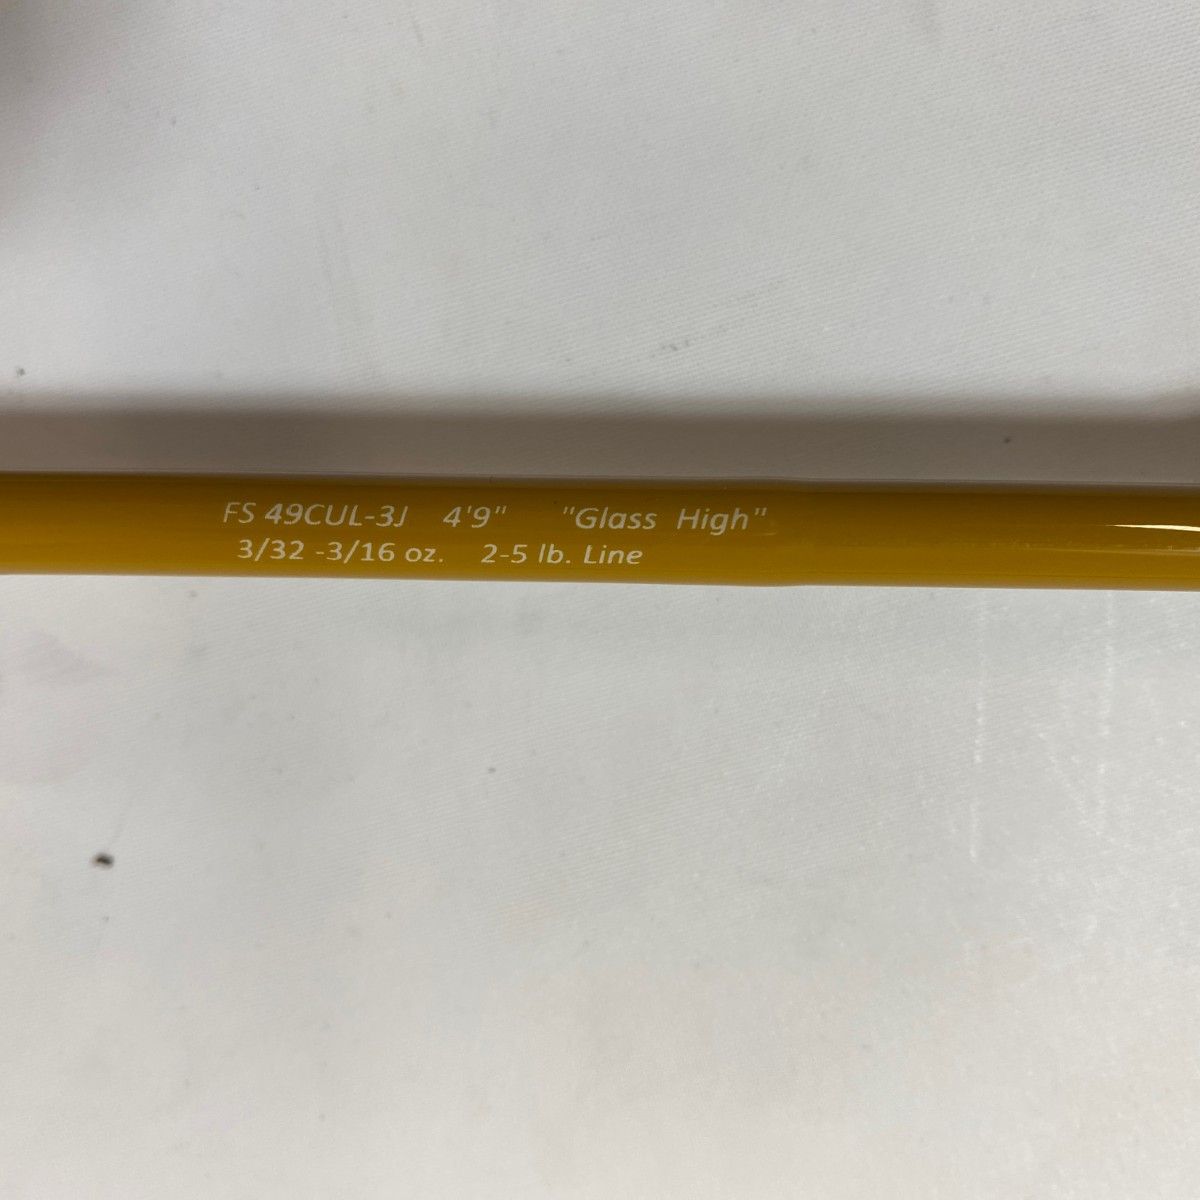 FS 49CUL-3J 4'9" "Glass High"
3/32 -3/16 oz. 2-5 lb. Line